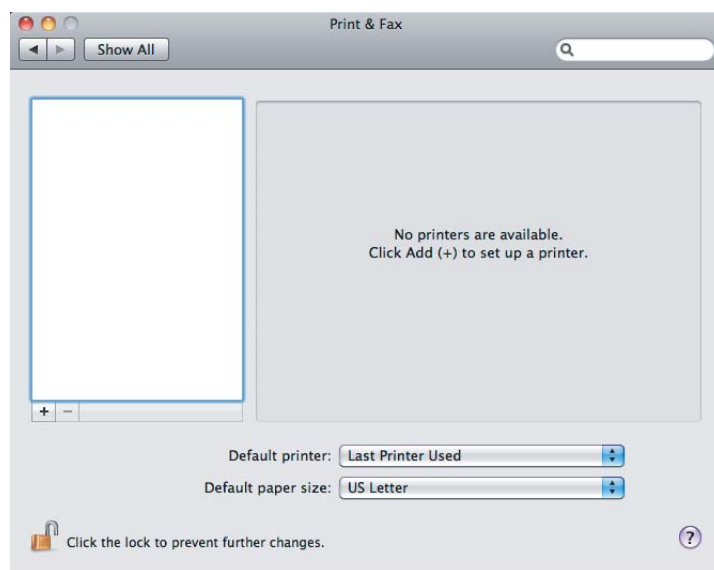 Print & Fax
Show All
No printers are available.
Click Add (+) to set up a printer.
+ −
Default printer: Last Printer Used
Default paper size: US Letter
Click the lock to prevent further changes.
?